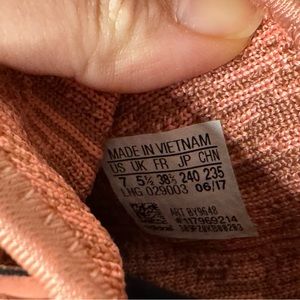 MADE IN VIETNAM
US UK FR JP CHN
7 5½ 38⅔ 240 235
LNG 029003 06/17
ART BY9648
#117969214